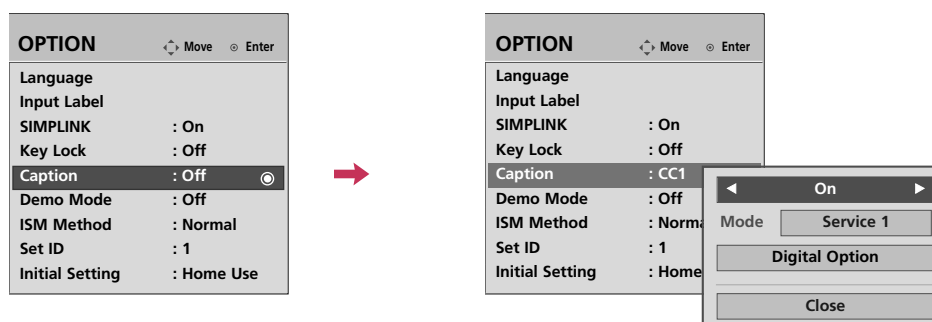 OPTION Move Enter
Language
Input Label
SIMPLINK : On
Key Lock : Off
Caption : Off
Demo Mode : Off
ISM Method : Normal
Set ID : 1
Initial Setting : Home Use
OPTION Move Enter
Language
Input Label
SIMPLINK : On
Key Lock : Off
Caption : CC1
Demo Mode : Off
ISM Method : Norma
Set ID : 1
Initial Setting : Home
On
Mode Service 1
Digital Option
Close